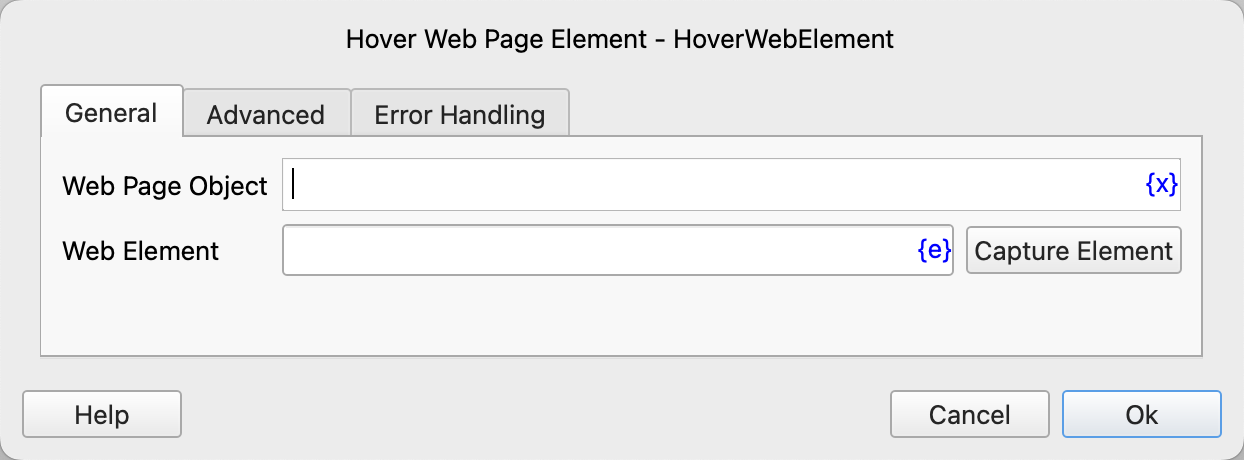 Hover Web Page Element - HoverWebElement
General Advanced Error Handling
Web Page Object {x}
Web Element {e} Capture Element
Help Cancel Ok